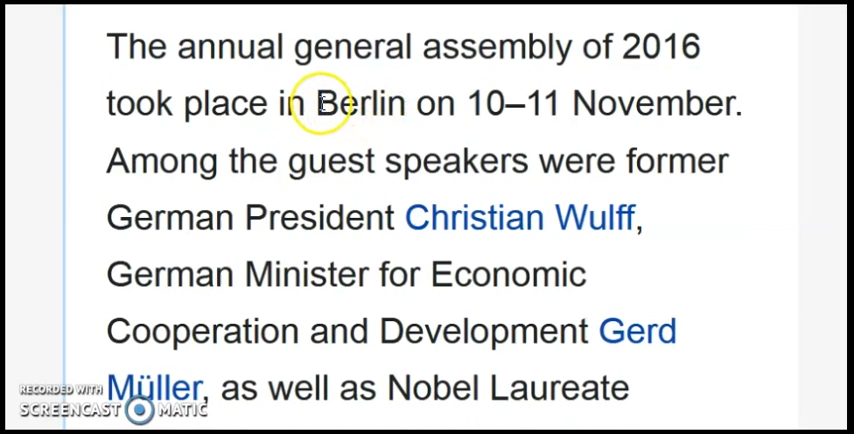 The annual general assembly of 2016
took place in Berlin on 10–11 November.
Among the guest speakers were former
German President Christian Wulff,
German Minister for Economic
Cooperation and Development Gerd
Müller, as well as Nobel Laureate
RECORDED WITH
SCREENCAST MATIC